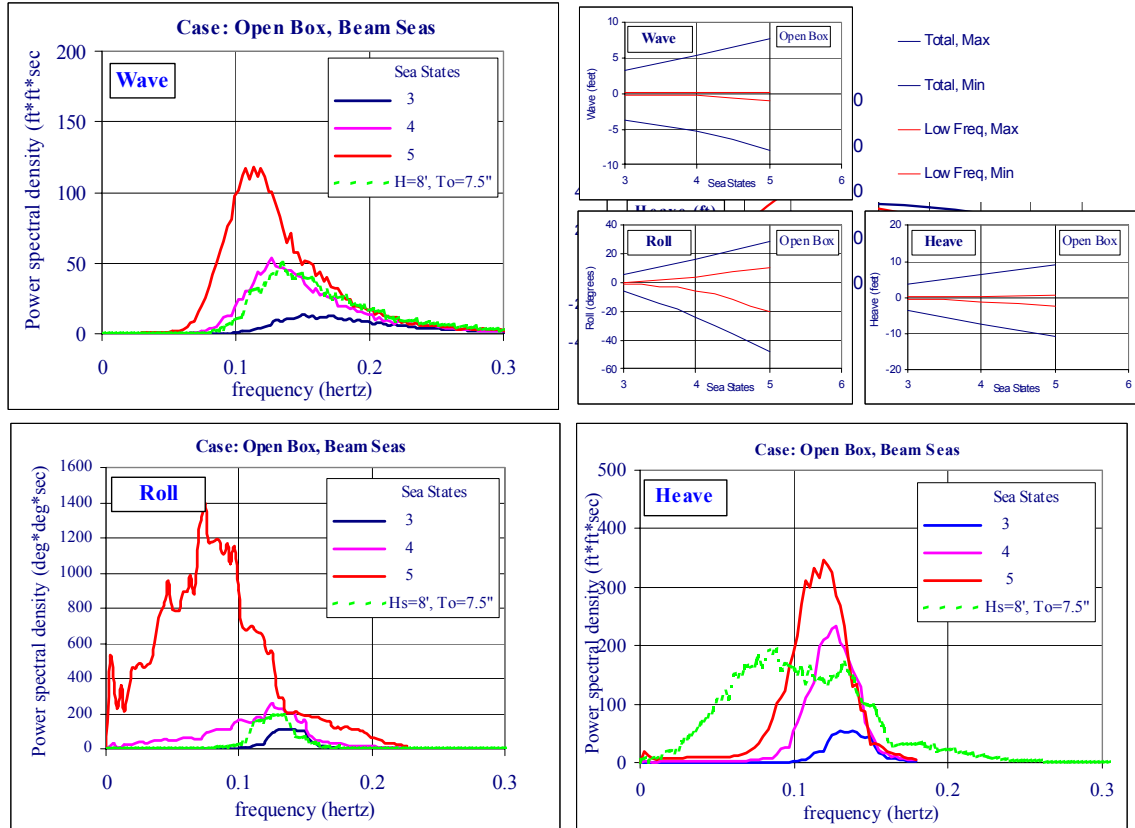 Case: Open Box, Beam Seas
Wave
Power spectral density (ft*ft*sec
200
150
100
50
0
0
0.1
0.2
0.3
frequency (hertz)
Sea States
3
4
5
H=8', To=7.5"
Wave
Open Box
Wave (feet)
10
5
0
-5
-10
3
4
5
6
Sea States
Total, Max
Total, Min
Low Freq, Max
Low Freq, Min
Roll
Open Box
Roll (degrees)
40
20
0
-20
-40
-60
3
4
5
6
Sea States
Heave
Open Box
Heave (feet)
20
10
0
-10
-20
3
4
5
6
Sea States
Case: Open Box, Beam Seas
Roll
Power spectral density (deg*deg*sec
1600
1400
1200
1000
800
600
400
200
0
0
0.1
0.2
0.3
frequency (hertz)
Sea States
3
4
5
Hs=8', To=7.5"
Case: Open Box, Beam Seas
Heave
Power spectral density (ft*ft*sec
500
400
300
200
100
0
0
0.1
0.2
0.3
frequency (hertz)
Sea States
3
4
5
Hs=8', To=7.5"